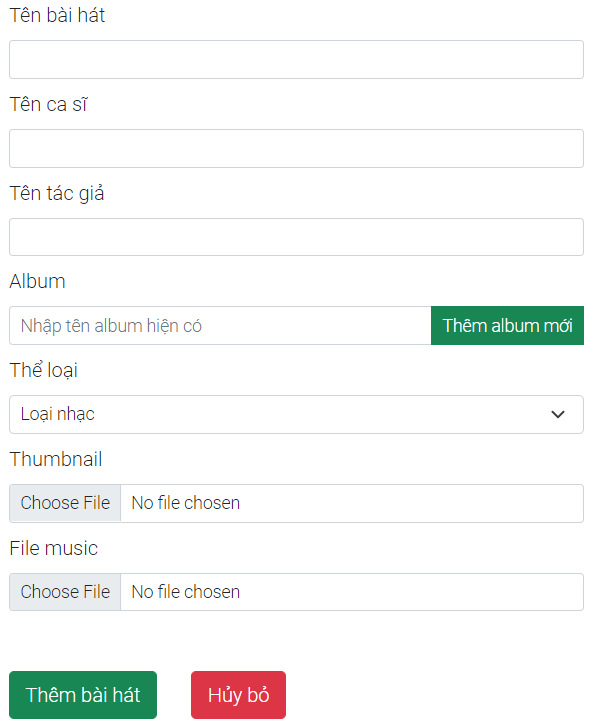 Tên bài hát
Tên ca sĩ
Tên tác giả
Album
Nhập tên album hiện có Thêm album mới
Thể loại
Loại nhạc
Thumbnail
Choose File No file chosen
File music
Choose File No file chosen
Thêm bài hát Hủy bỏ